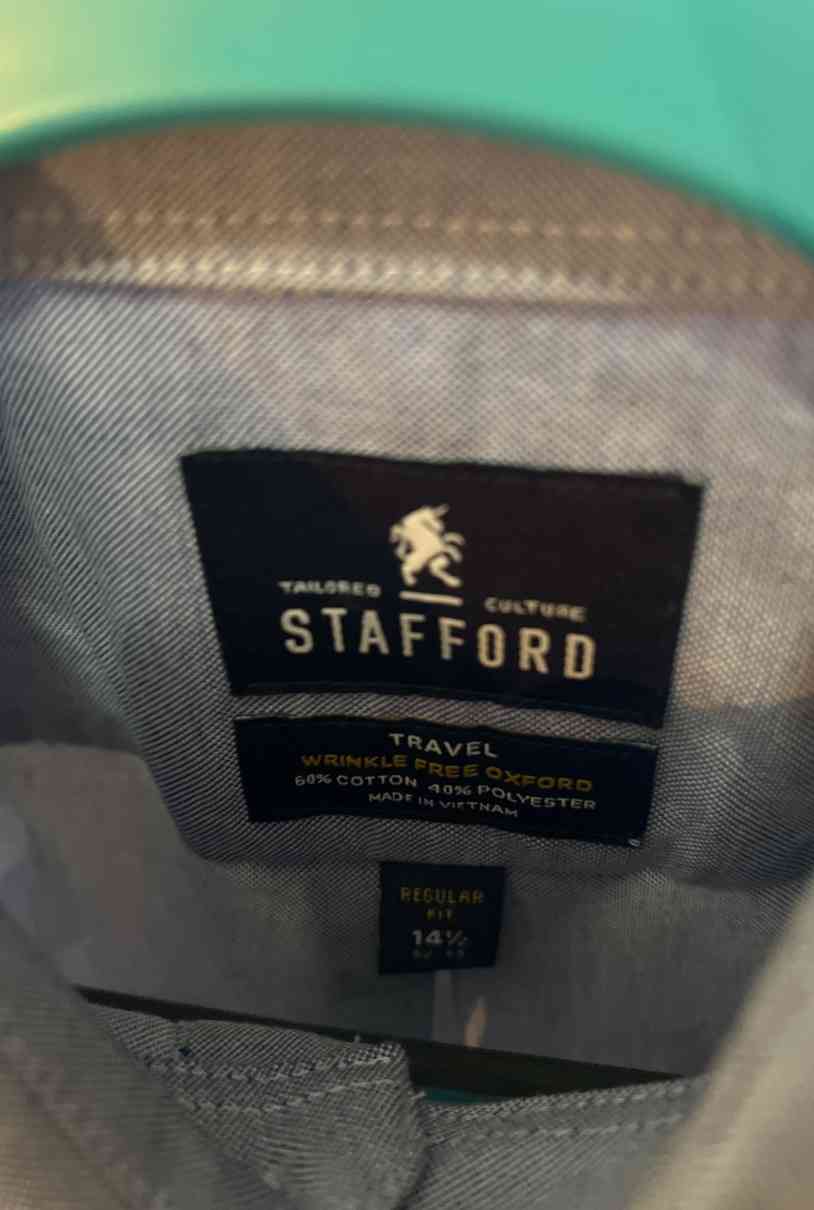 TAILORED CULTURE
STAFFORD
TRAVEL
WRINKLE FREE OXFORD
60% COTTON 40% POLYESTER
MADE IN VIETNAM
REGULAR
FIT
14½